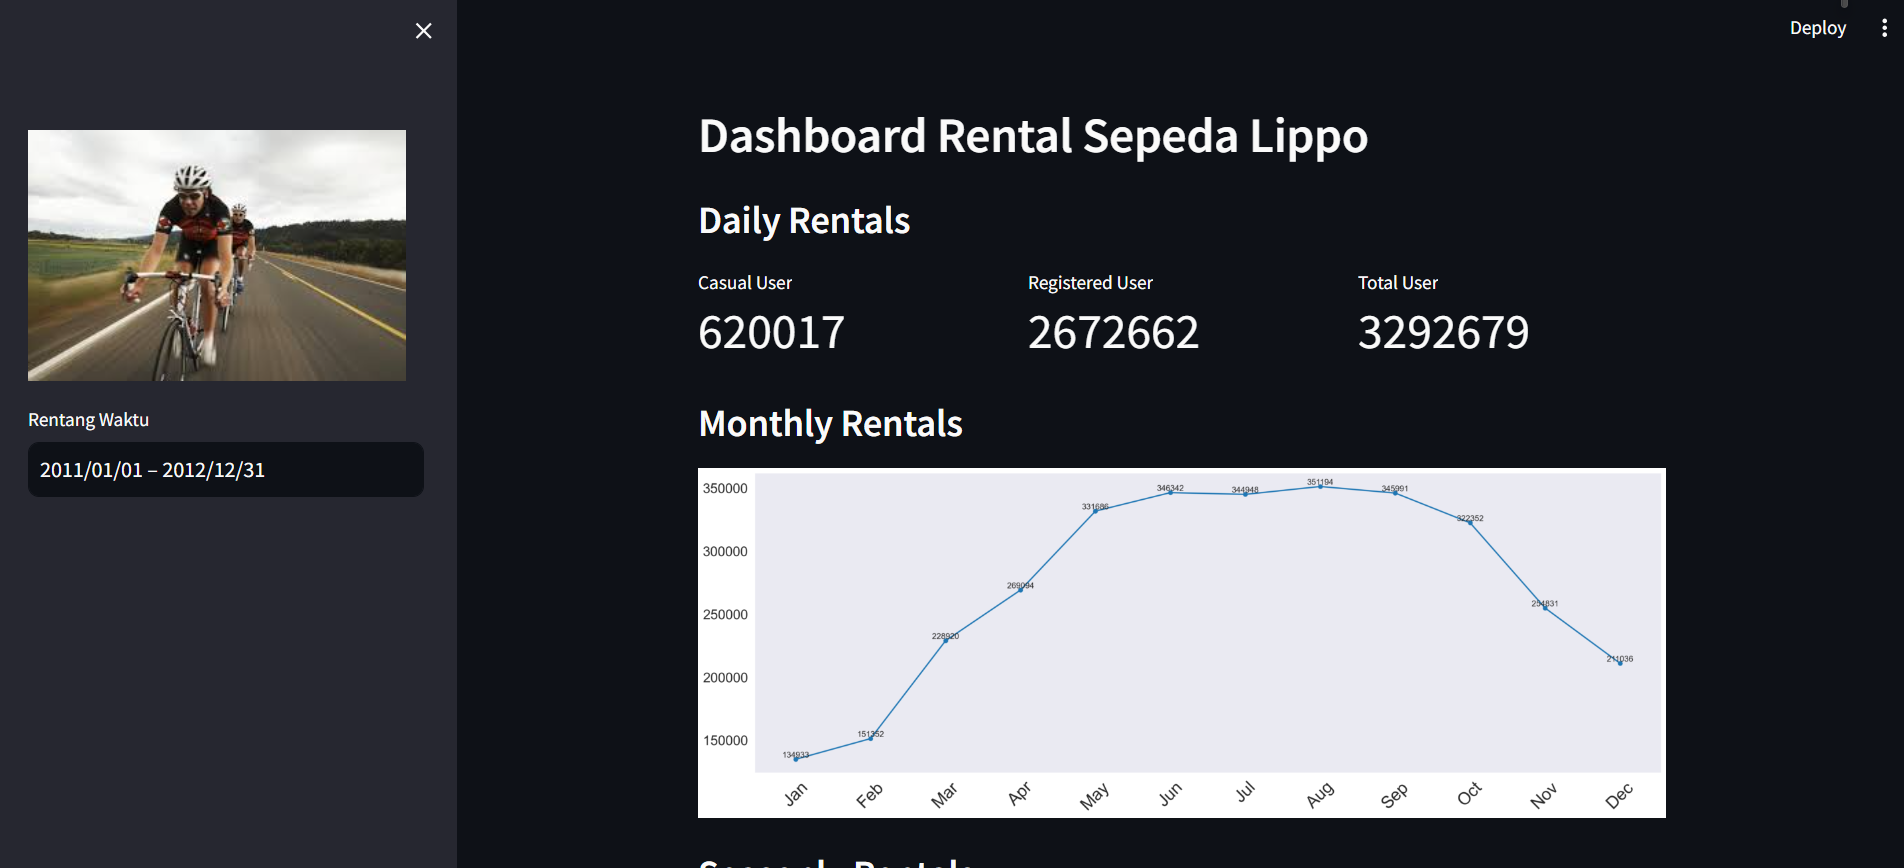 Deploy
Rentang Waktu
2011/01/01 – 2012/12/31
Dashboard Rental Sepeda Lippo
Daily Rentals
Casual User
Registered User
Total User
620017
2672662
3292679
Monthly Rentals
350000
300000
250000
200000
150000
134933
151352
228920
269094
331686
346342
344948
351194
345991
322352
254831
211036
Jan
Feb
Mar
Apr
May
Jun
Jul
Aug
Sep
Oct
Nov
Dec